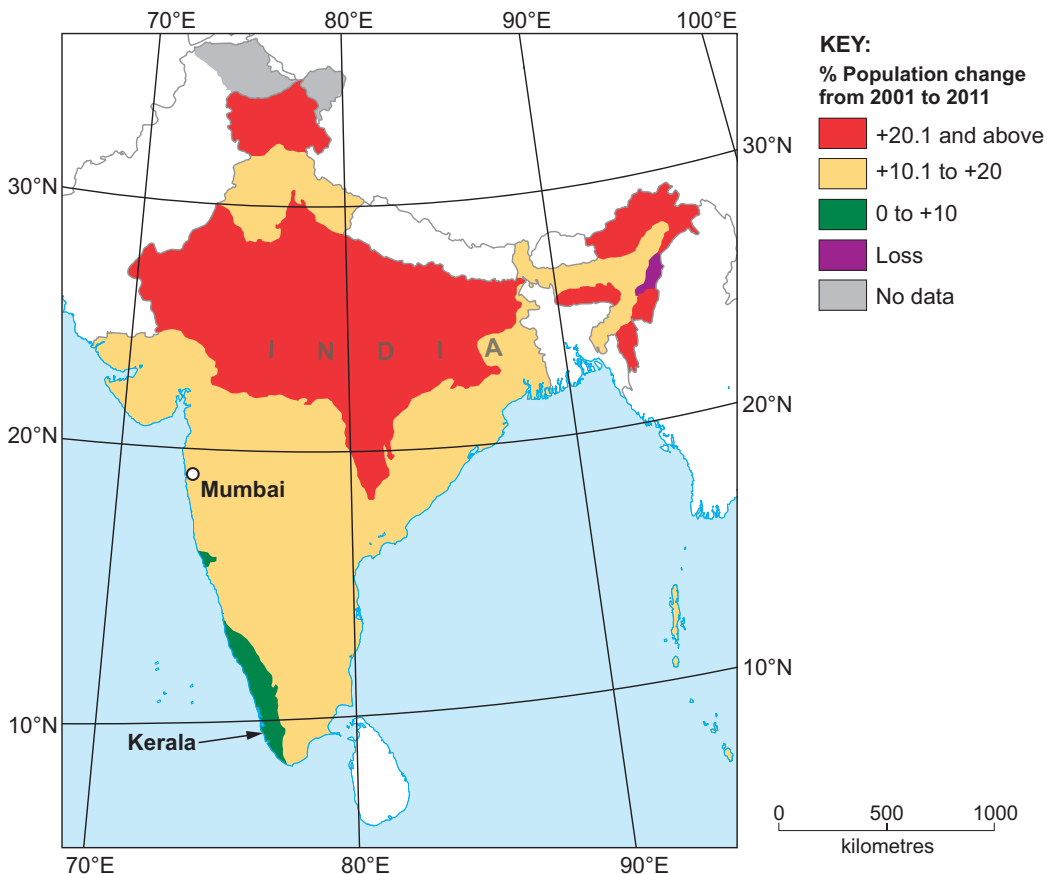 70°E 80°E 90°E 100°E
KEY:
% Population change
from 2001 to 2011
+20.1 and above
+10.1 to +20
0 to +10
Loss
No data
30°N
30°N
I N D I A
20°N
20°N
Mumbai
10°N
10°N
Kerala
0 500 1000
kilometres
70°E 80°E 90°E